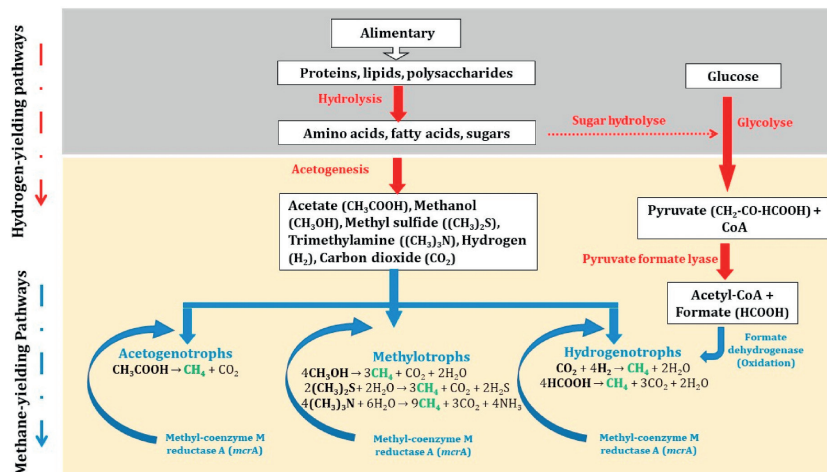 Hydrogen-yielding pathways
Methane-yielding Pathways
Alimentary
Proteins, lipids, polysaccharides
Hydrolysis
Amino acids, fatty acids, sugars
Sugar hydrolyse
Glucose
Glycolyse
Acetogenesis
Acetate (CH₃COOH), Methanol
(CH₃OH), Methyl sulfide ((CH₃)₂S),
Trimethylamine ((CH₃)₃N), Hydrogen
(H₂), Carbon dioxide (CO₂)
Pyruvate (CH₂-CO-HCOOH) +
CoA
Pyruvate formate lyase
Acetyl-CoA +
Formate (HCOOH)
Formate
dehydrogenase
(Oxidation)
Acetogenotrophs
CH₃COOH → CH₄ + CO₂
Methyl-coenzyme M
reductase A (mcrA)
Methylotrophs
4CH₃OH → 3CH₄ + CO₂ + 2H₂O
2(CH₃)₂S + 2H₂O → 3CH₄ + CO₂ + 2H₂S
4(CH₃)₃N + 6H₂O → 9CH₄ + 3CO₂ + 4NH₃
Methyl-coenzyme M
reductase A (mcrA)
Hydrogenotrophs
CO₂ + 4H₂ → CH₄ + 2H₂O
4HCOOH → CH₄ + 3CO₂ + 2H₂O
Methyl-coenzyme M
reductase A (mcrA)